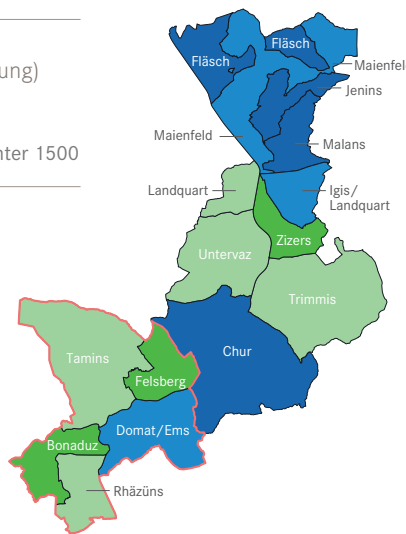 ung)
nter 1500
Fläsch
Fläsch
Maienfel
Jenins
Maienfeld
Malans
Landquart
Igis/
Landquart
Zizers
Untervaz
Trimmis
Chur
Tamins
Felsberg
Domat/Ems
Bonaduz
Rhäzüns